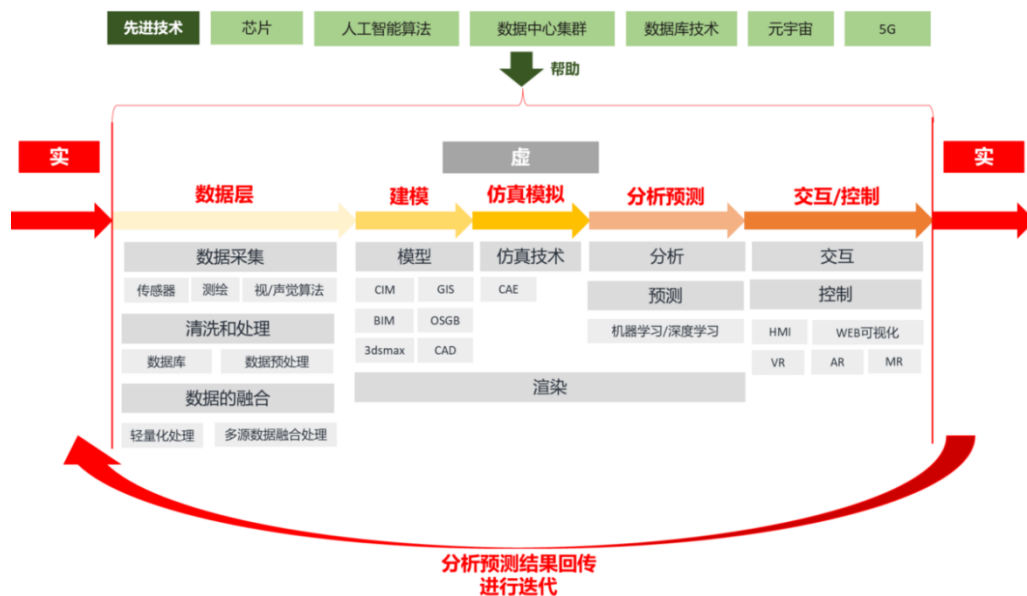 先进技术
芯片
人工智能算法
数据中心集群
数据库技术
元宇宙
5G
帮助
实
虚
实
数据层
建模
仿真模拟
分析预测
交互/控制
数据采集
模型
仿真技术
分析
交互
传感器
测绘
视/声觉算法
CIM
GIS
CAE
预测
控制
清洗和处理
BIM
OSGB
机器学习/深度学习
HMI
WEB可视化
数据库
数据预处理
3dsmax
CAD
VR
AR
MR
数据的融合
渲染
轻量化处理
多源数据融合处理
分析预测结果回传
进行迭代